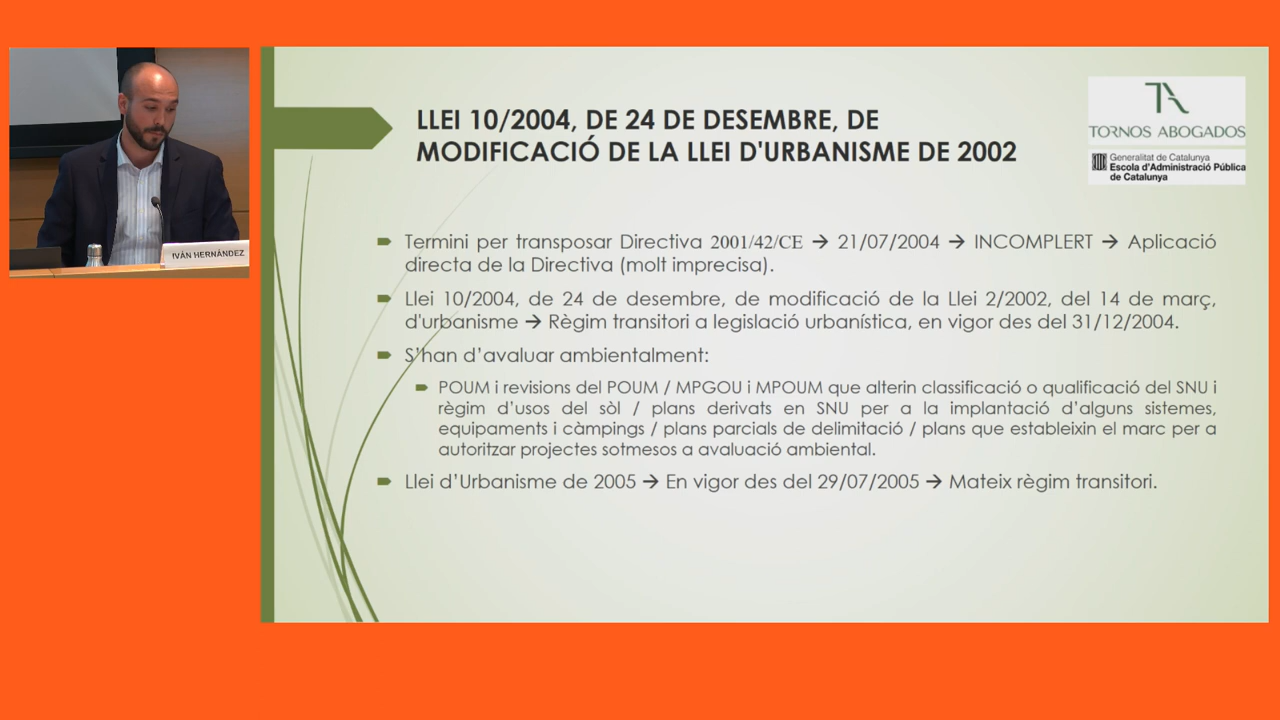 IVÁN HERNÁNDEZ
LLEI 10/2004, DE 24 DE DESEMBRE, DE
MODIFICACIÓ DE LA LLEI D'URBANISME DE 2002
TA
TORNOS ABOGADOS
Generalitat de Catalunya
Escola d'Administració Pública
de Catalunya
Termini per transposar Directiva 2001/42/CE → 21/07/2004 → INCOMPLERT → Aplicació
directa de la Directiva (molt imprecisa).
Llei 10/2004, de 24 de desembre, de modificació de la Llei 2/2002, del 14 de març,
d'urbanisme → Règim transitori a legislació urbanística, en vigor des del 31/12/2004.
S'han d'avaluar ambientalment:
POUM i revisions del POUM / MPGOU i MPOUM que alterin classificació o qualificació del SNU i
règim d'usos del sòl / plans derivats en SNU per a la implantació d'alguns sistemes,
equipaments i càmpings / plans parcials de delimitació / plans que estableixin el marc per a
autoritzar projectes sotmesos a avaluació ambiental.
Llei d'Urbanisme de 2005 → En vigor des del 29/07/2005 → Mateix règim transitori.